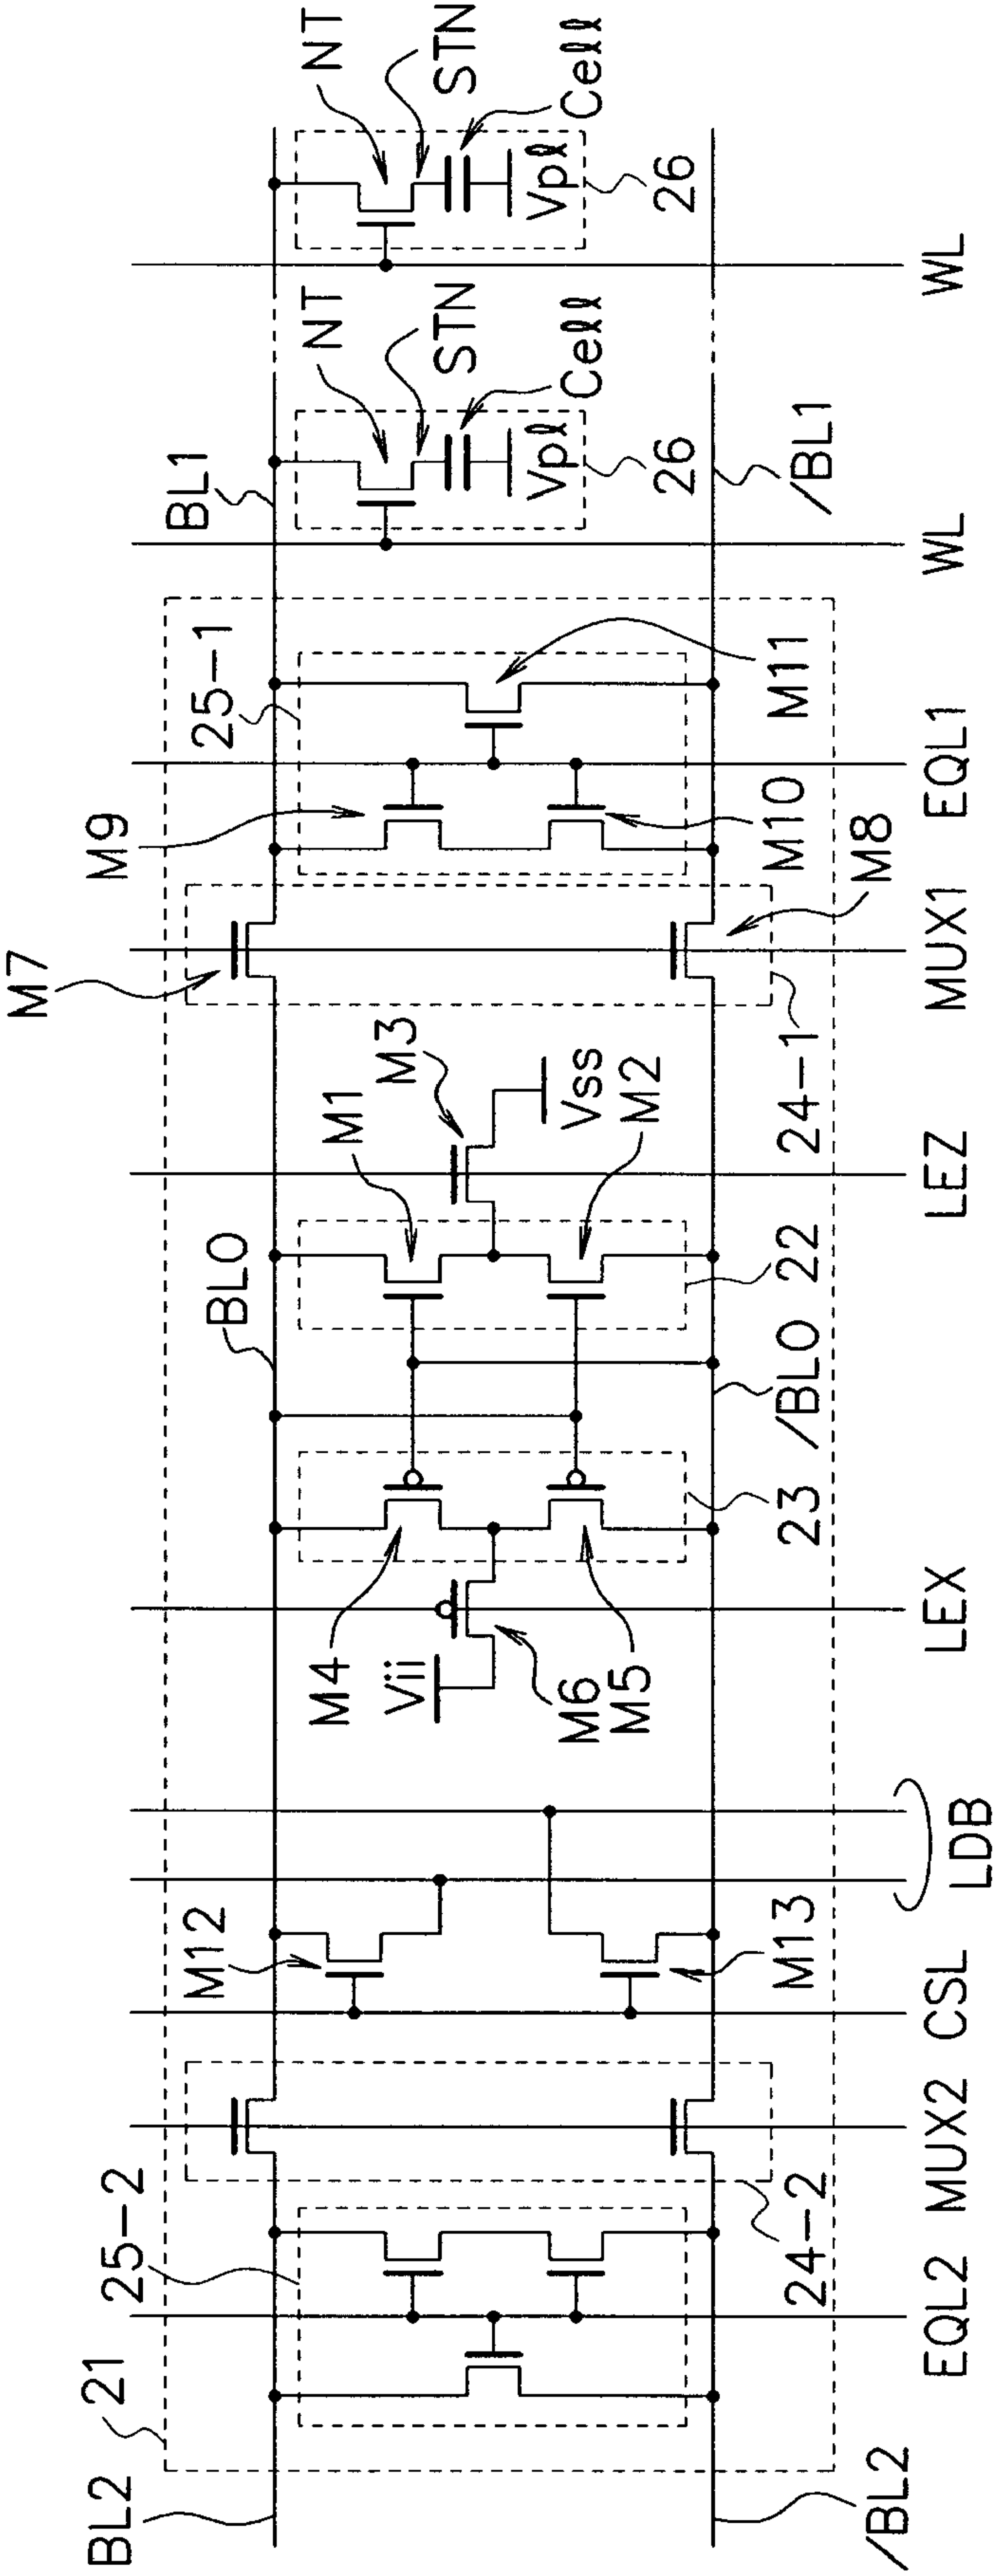 BL2
21
25-2
/BL2
24-2
EQL2
MUX2
CSL
LDB
LEX
LEZ
MUX1
EQL1
WL
WL
M12
M13
Vii
M4
M6
M5
23
BL0
/BL0
22
M1
M3
Vss
M2
M7
24-1
M8
M9
M10
25-1
M11
BL1
/BL1
NT
STN
Cell
Vpl
26
NT
STN
Cell
Vpl
26